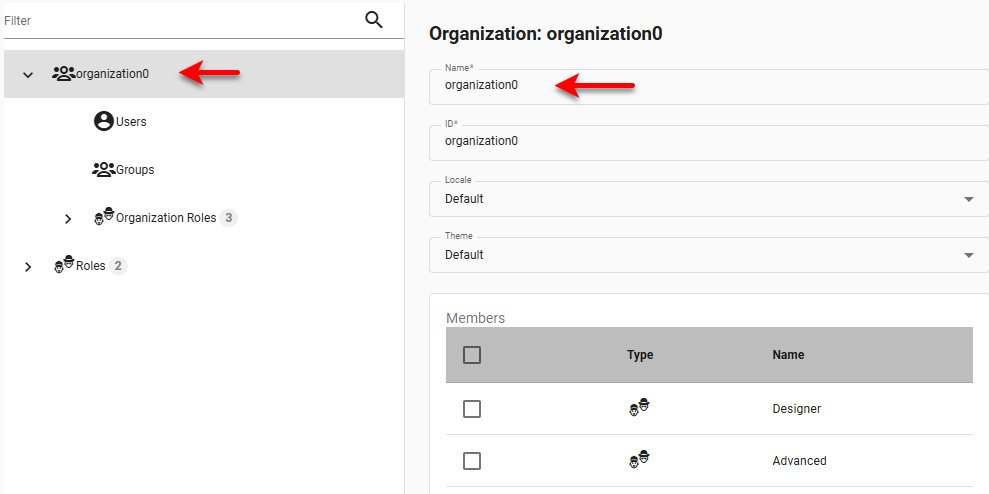 Filter
organization0
Users
Groups
Organization Roles 3
Roles 2
Organization: organization0
Name*
organization0
ID*
organization0
Locale
Default
Theme
Default
Members
Type Name
Designer
Advanced